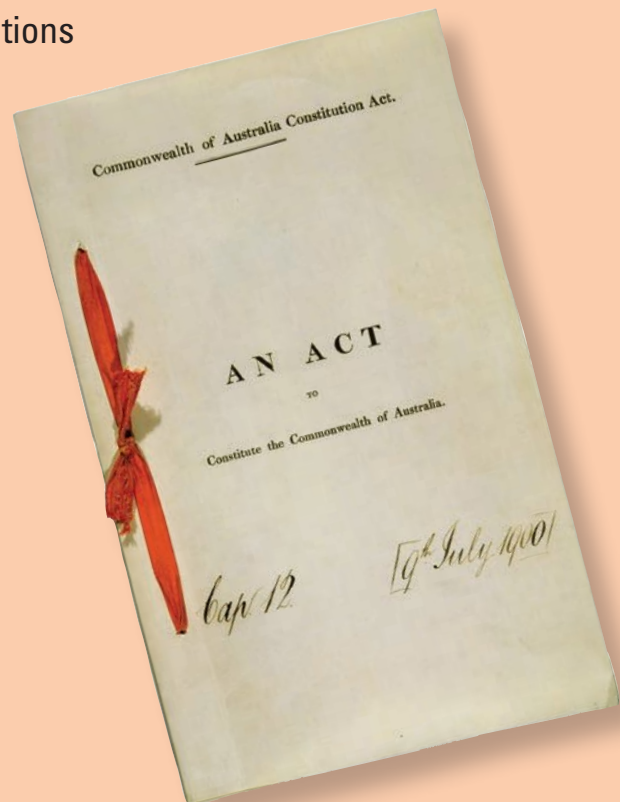 tions
Commonwealth of Australia Constitution Act.
AN ACT
TO
Constitute the Commonwealth of Australia.
Cap. 12. [9th July 1900]